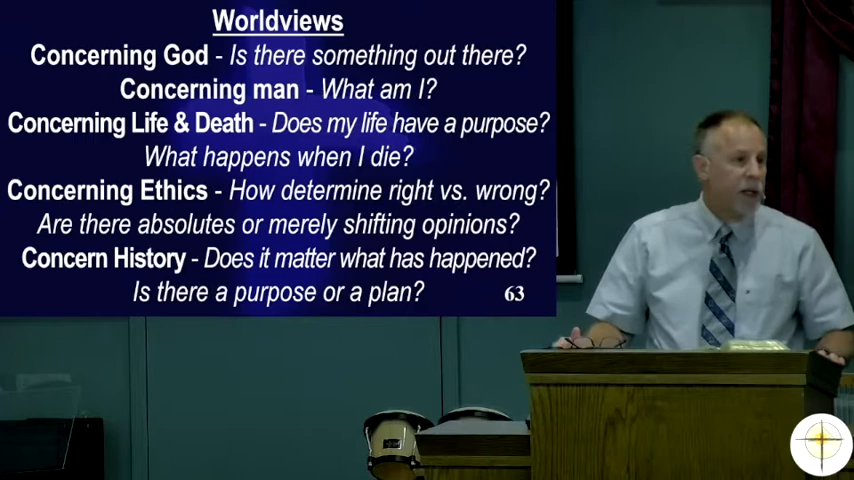 Worldviews
Concerning God - Is there something out there?
Concerning man - What am I?
Concerning Life & Death - Does my life have a purpose?
What happens when I die?
Concerning Ethics - How determine right vs. wrong?
Are there absolutes or merely shifting opinions?
Concern History - Does it matter what has happened?
Is there a purpose or a plan?
63